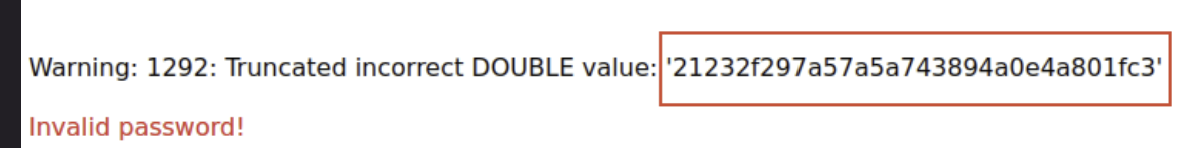 Warning: 1292: Truncated incorrect DOUBLE value: '21232f297a57a5a743894a0e4a801fc3'
Invalid password!